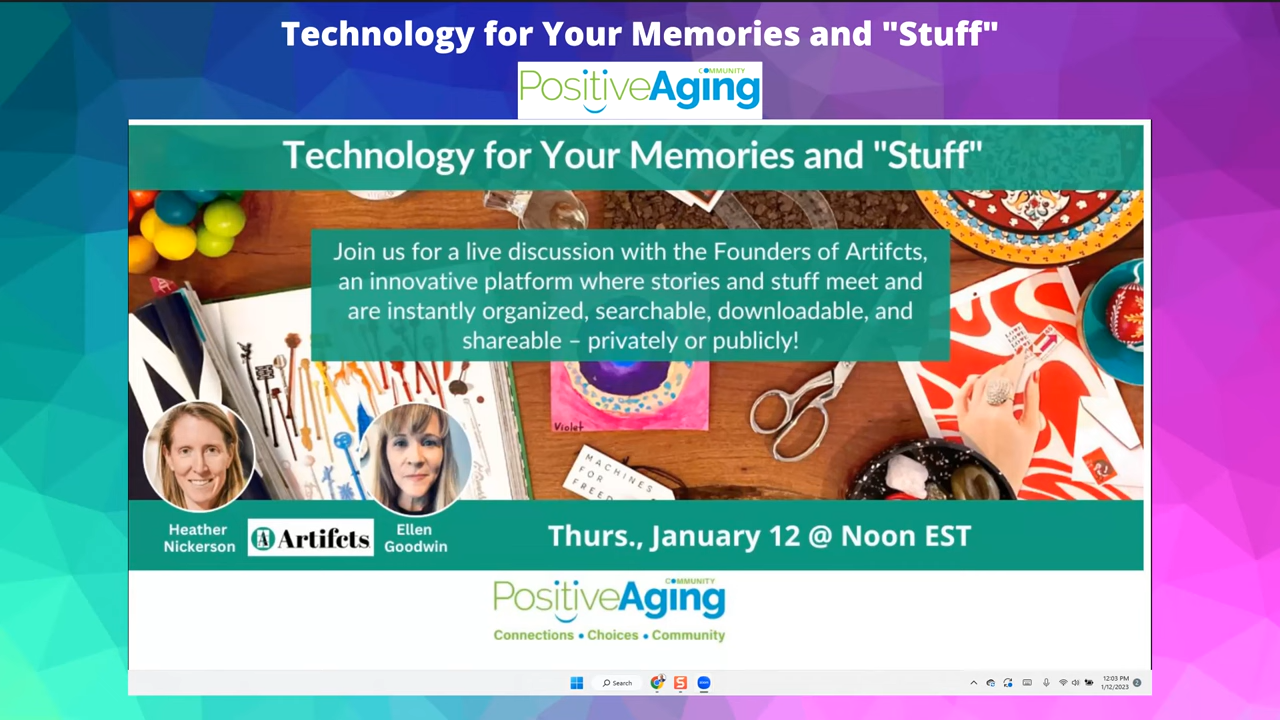 Technology for Your Memories and "Stuff"
COMMUNITY
PositiveAging
Technology for Your Memories and "Stuff"
Join us for a live discussion with the Founders of Artifcts,
an innovative platform where stories and stuff meet and
are instantly organized, searchable, downloadable, and
shareable – privately or publicly!
Violet
MACHINES
FOR
FREED
Heather
Nickerson
Artifcts
Ellen
Goodwin
Thurs., January 12 @ Noon EST
COMMUNITY
PositiveAging
Connections • Choices • Community
Search
12:03 PM
1/12/2023